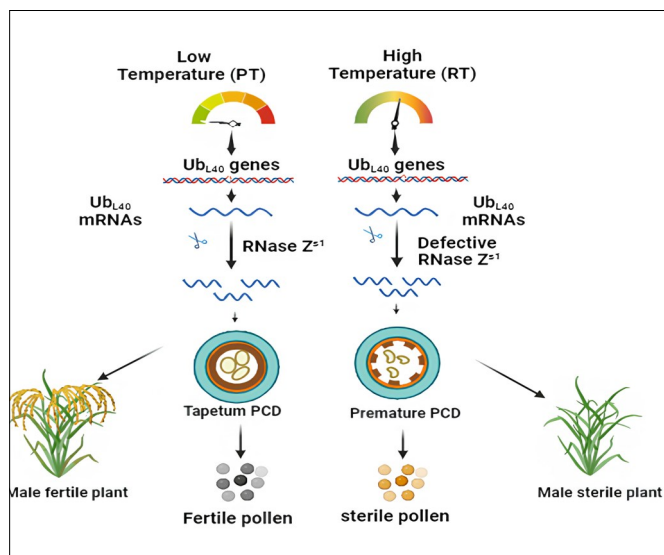 Low
Temperature (PT)
High
Temperature (RT)
UbL40 genes
UbL40 genes
UbL40
mRNAs
UbL40
mRNAs
RNase Zˢ¹
Defective
RNase Zˢ¹
Tapetum PCD
Premature PCD
Male fertile plant
Fertile pollen
sterile pollen
Male sterile plant